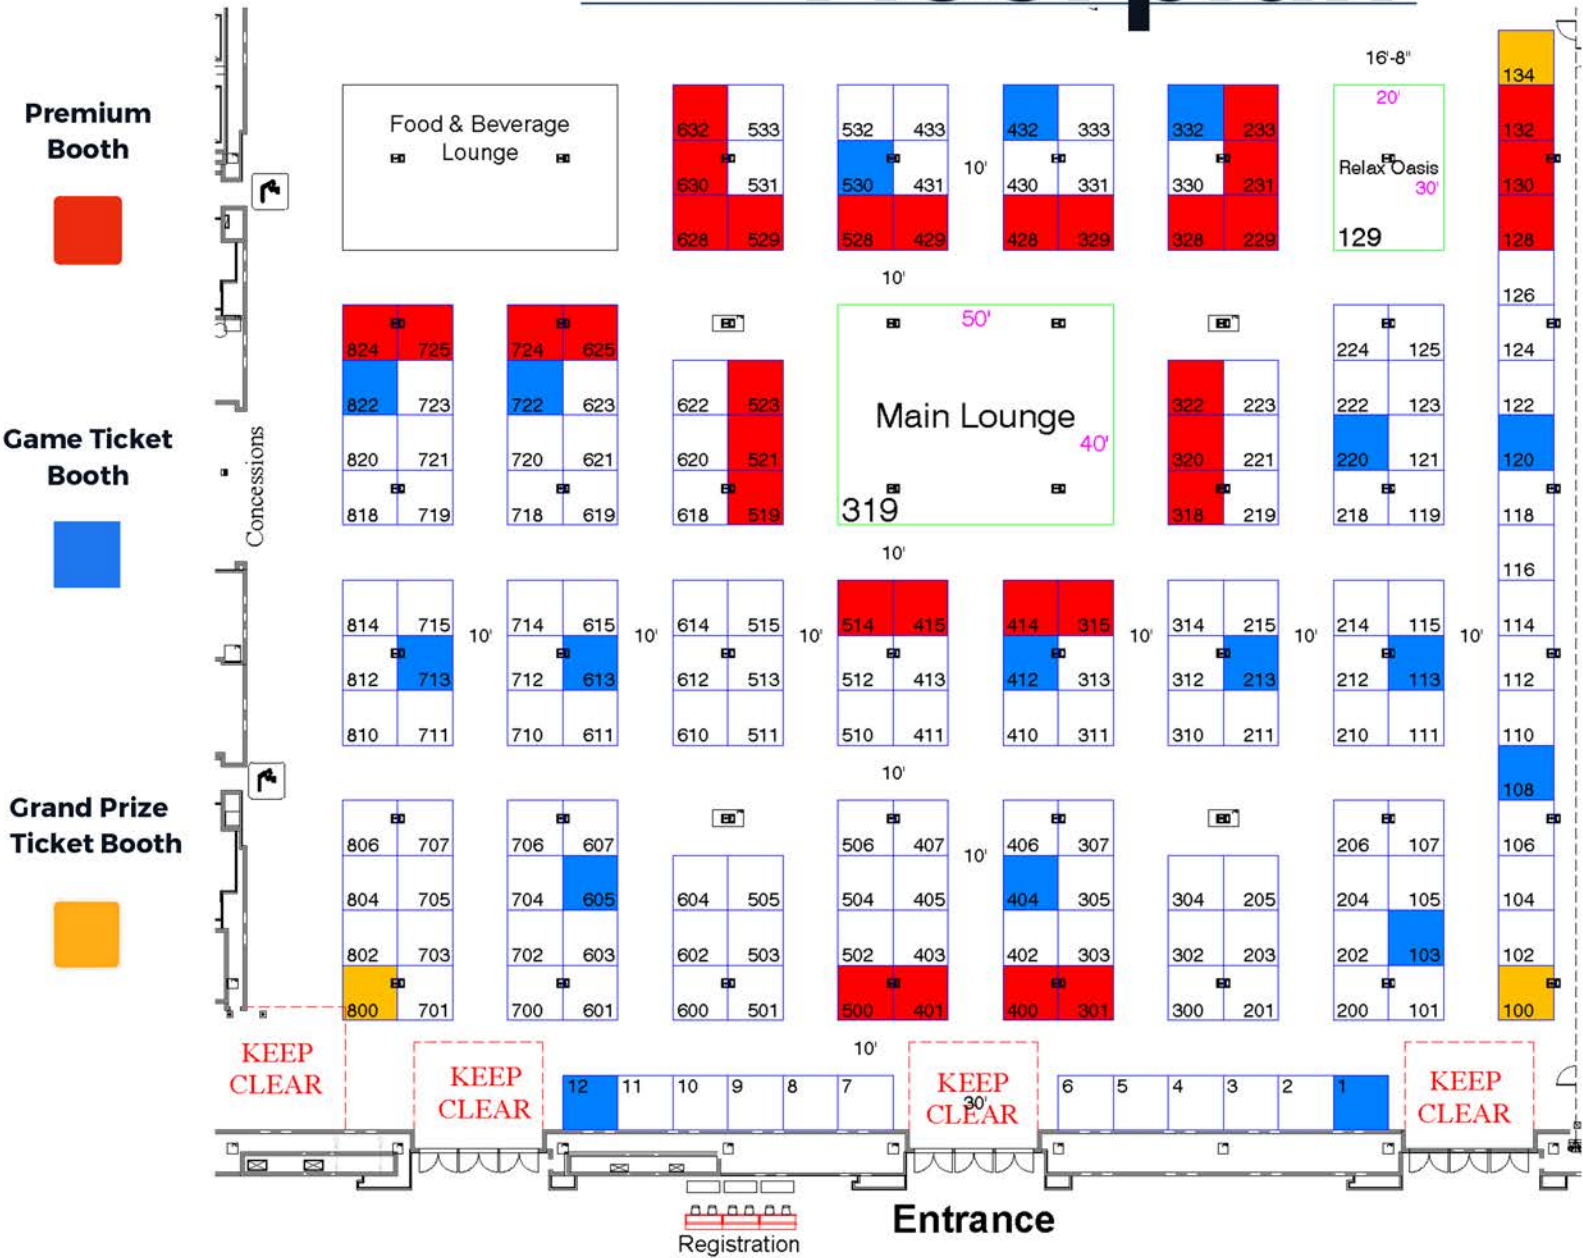 Premium
Booth
Game Ticket
Booth
Grand Prize
Ticket Booth
16'-8"
134
Food & Beverage
Lounge
632 533 532 433 432 333 332 233 20' 132
10'
630 531 530 431 430 331 330 231 Relax Oasis 30' 130
628 529 528 429 428 329 328 229 129 128
10'
126
50'
824 725 724 625 224 125 124
822 723 722 623 622 523 Main Lounge 322 223 222 123 122
40'
Concessions
820 721 720 621 620 521 320 221 220 121 120
818 719 718 619 618 519 319 318 219 218 119 118
10'
116
814 715 10' 714 615 10' 614 515 10' 514 415 414 315 10' 314 215 10' 214 115 10' 114
812 713 712 613 612 513 512 413 412 313 312 213 212 113 112
810 711 710 611 610 511 510 411 410 311 310 211 210 111 110
10'
108
806 707 706 607 506 407 10' 406 307 206 107 106
804 705 704 605 604 505 504 405 404 305 304 205 204 105 104
802 703 702 603 602 503 502 403 402 303 302 203 202 103 102
800 701 700 601 600 501 500 401 400 301 300 201 200 101 100
10'
KEEP
CLEAR
KEEP
CLEAR
12 11 10 9 8 7
KEEP
CLEAR
30'
6 5 4 3 2 1
KEEP
CLEAR
Entrance
Registration